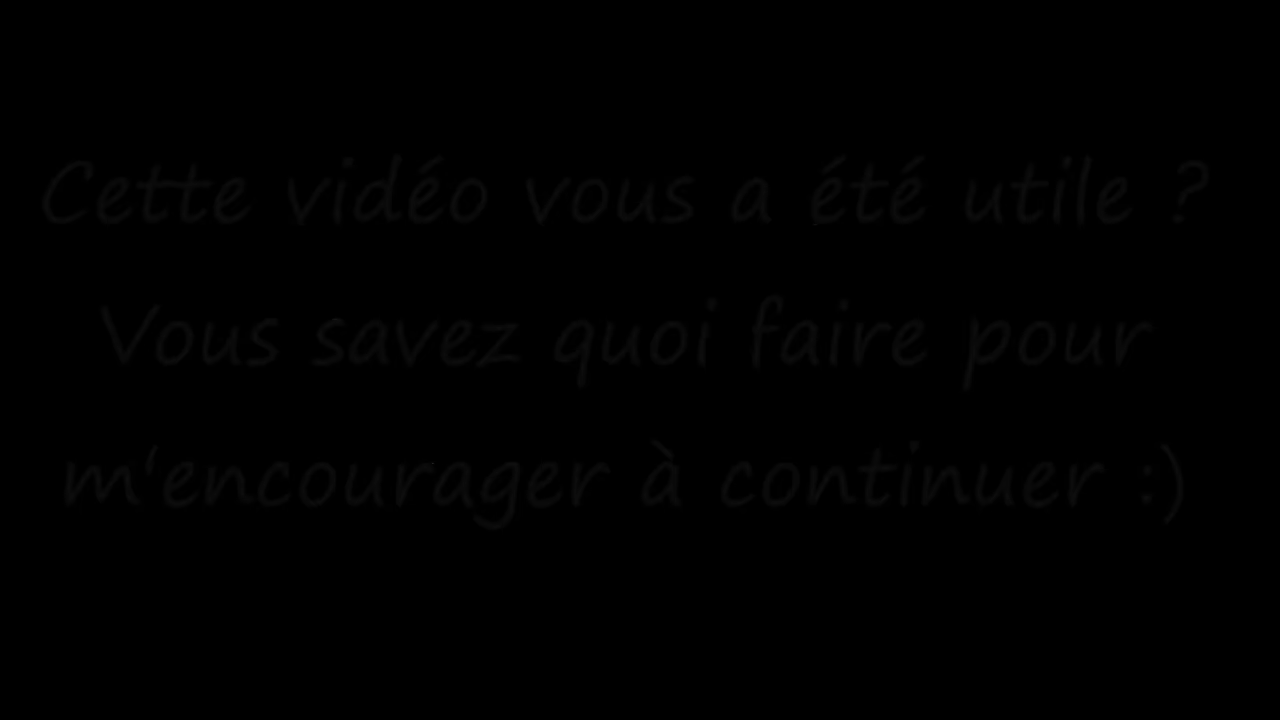 Cette vidéo vous a été utile ?
Vous savez quoi faire pour
m'encourager à continuer :)